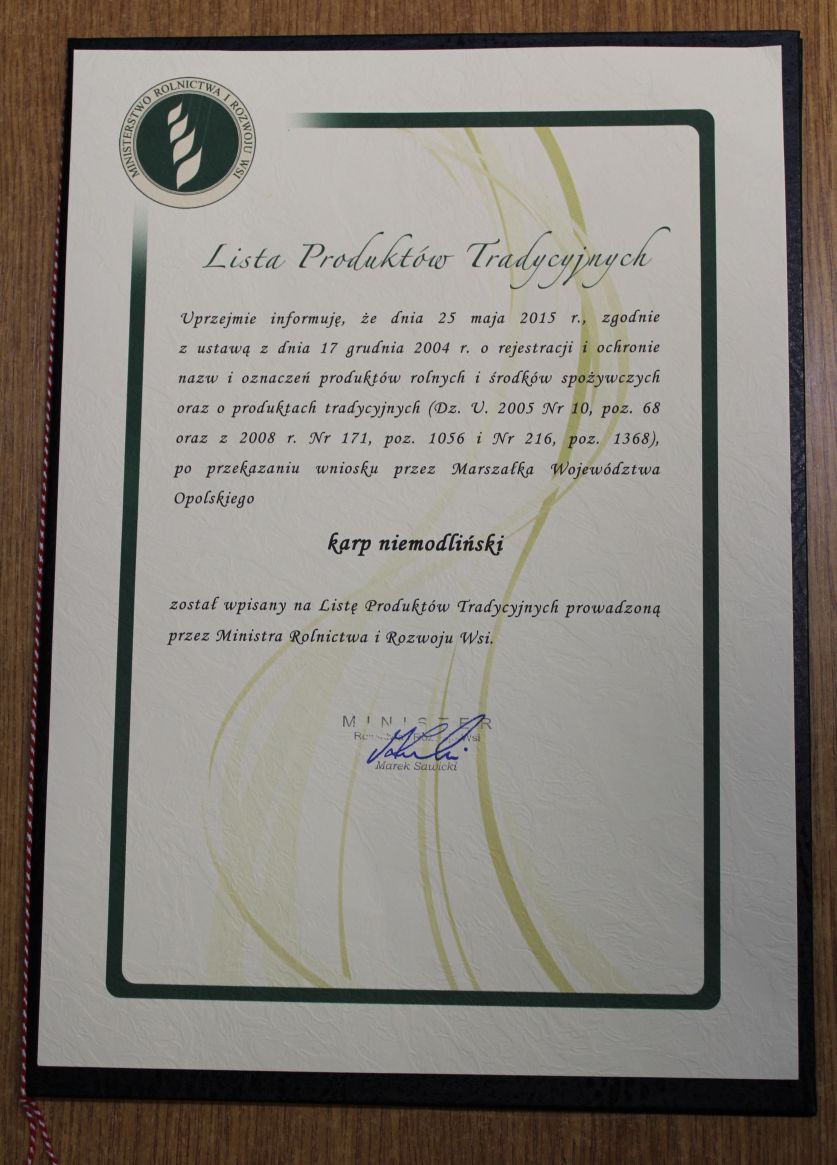 MINISTERSTWO ROLNICTWA I ROZWOJU WSI
Lista Produktów Tradycyjnych
Uprzejmie informuję, że dnia 25 maja 2015 r., zgodnie
z ustawą z dnia 17 grudnia 2004 r. o rejestracji i ochronie
nazw i oznaczeń produktów rolnych i środków spożywczych
oraz o produktach tradycyjnych (Dz. U. 2005 Nr 10, poz. 68
oraz z 2008 r. Nr 171, poz. 1056 i Nr 216, poz. 1368),
po przekazaniu wniosku przez Marszałka Województwa
Opolskiego
karp niemodliński
został wpisany na Listę Produktów Tradycyjnych prowadzoną
przez Ministra Rolnictwa i Rozwoju Wsi.
MINISTER
Wsi
Marek Sawicki